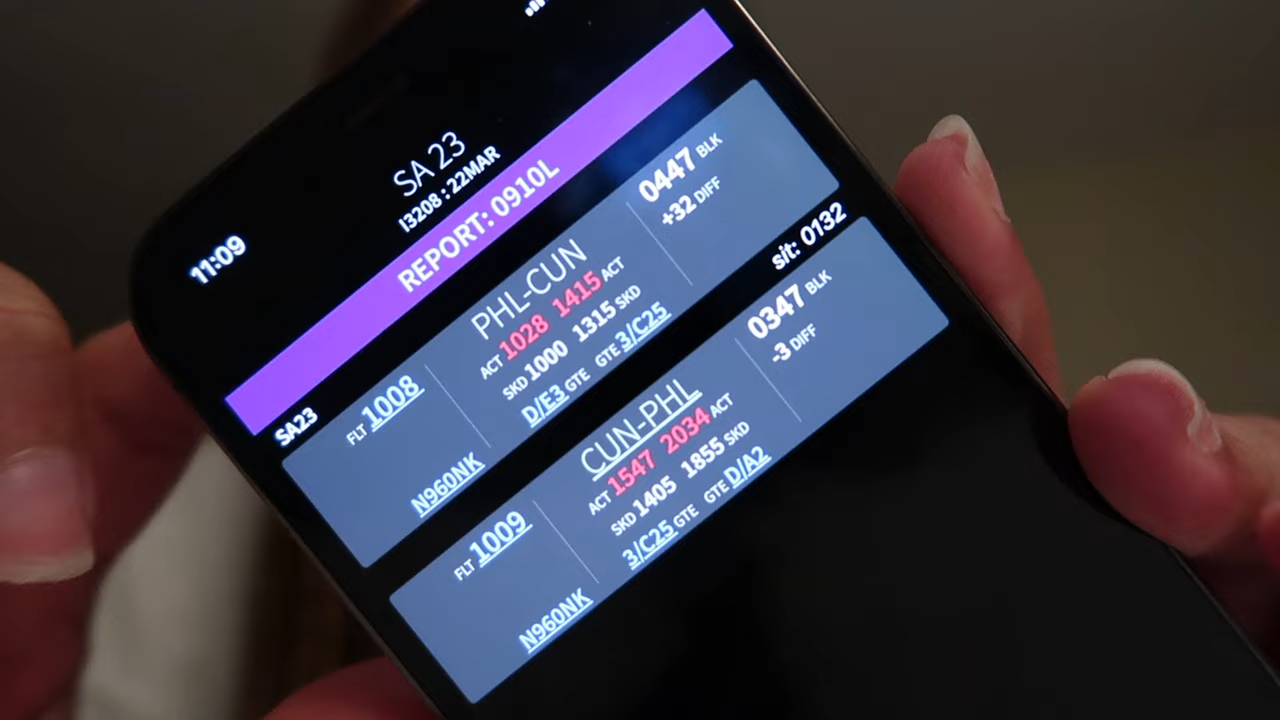 11:09
SA 23
I3208 : 22MAR
REPORT: 0910L
SA23
FLT 1008
N960NK
PHL-CUN
ACT 1028 1415 ACT
SKD 1000 1315 SKD
D/E3 GTE GTE 3/C25
0447 BLK
+32 DIFF
sit: 0132
FLT 1009
N960NK
CUN-PHL
ACT 1547 2034 ACT
SKD 1405 1855 SKD
3/C25 GTE GTE D/A2
0347 BLK
-3 DIFF